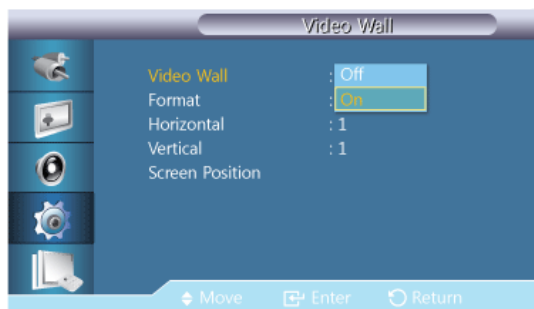 Video Wall
Video Wall : Off
Format : On
Horizontal : 1
Vertical : 1
Screen Position
Move Enter Return